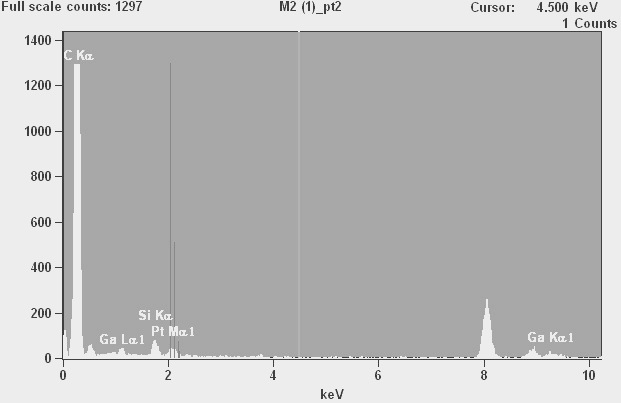 Full scale counts: 1297 M2 (1)_pt2 Cursor: 4.500 keV
1 Counts
1400
C Kα
1200
1000
800
600
400
200
Si Kα
Pt Mα1
Ga Lα1
Ga Kα1
0
0 2 4 6 8 10
keV